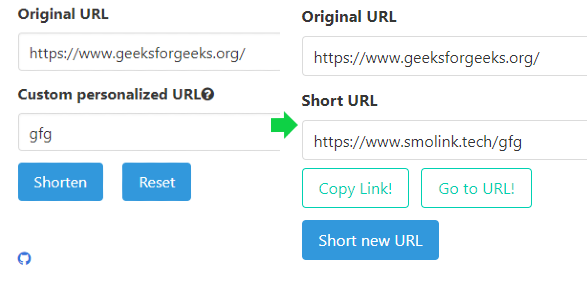 Original URL
https://www.geeksforgeeks.org/
Custom personalized URL?
gfg
Shorten
Reset
Original URL
https://www.geeksforgeeks.org/
Short URL
https://www.smolink.tech/gfg
Copy Link!
Go to URL!
Short new URL